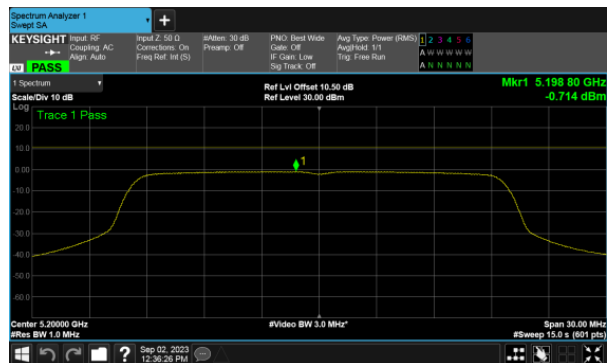 Spectrum Analyzer 1
Swept SA
+
KEYSIGHT Input: RF Input Z: 50 Ω #Atten: 30 dB PNO: Best Wide Avg Type: Power (RMS) 1 2 3 4 5 6
Coupling: AC Corrections: On Preamp: Off Gate: Off Avg|Hold: 1/1 A W W W W W
Align: Auto Freq Ref: Int (S) IF Gain: Low Trig: Free Run
Sig Track: Off A N N N N N
LXI PASS
1 Spectrum Ref Lvl Offset 10.50 dB Mkr1 5.198 80 GHz
Scale/Div 10 dB Ref Level 30.00 dBm -0.714 dBm
Log
Trace 1 Pass
20.0
10.0
1
0.00
-10.0
-20.0
-30.0
-40.0
-50.0
-60.0
Center 5.20000 GHz #Video BW 3.0 MHz* Span 30.00 MHz
#Res BW 1.0 MHz #Sweep 15.0 s (601 pts)
? Sep 02, 2023
12:36:26 PM